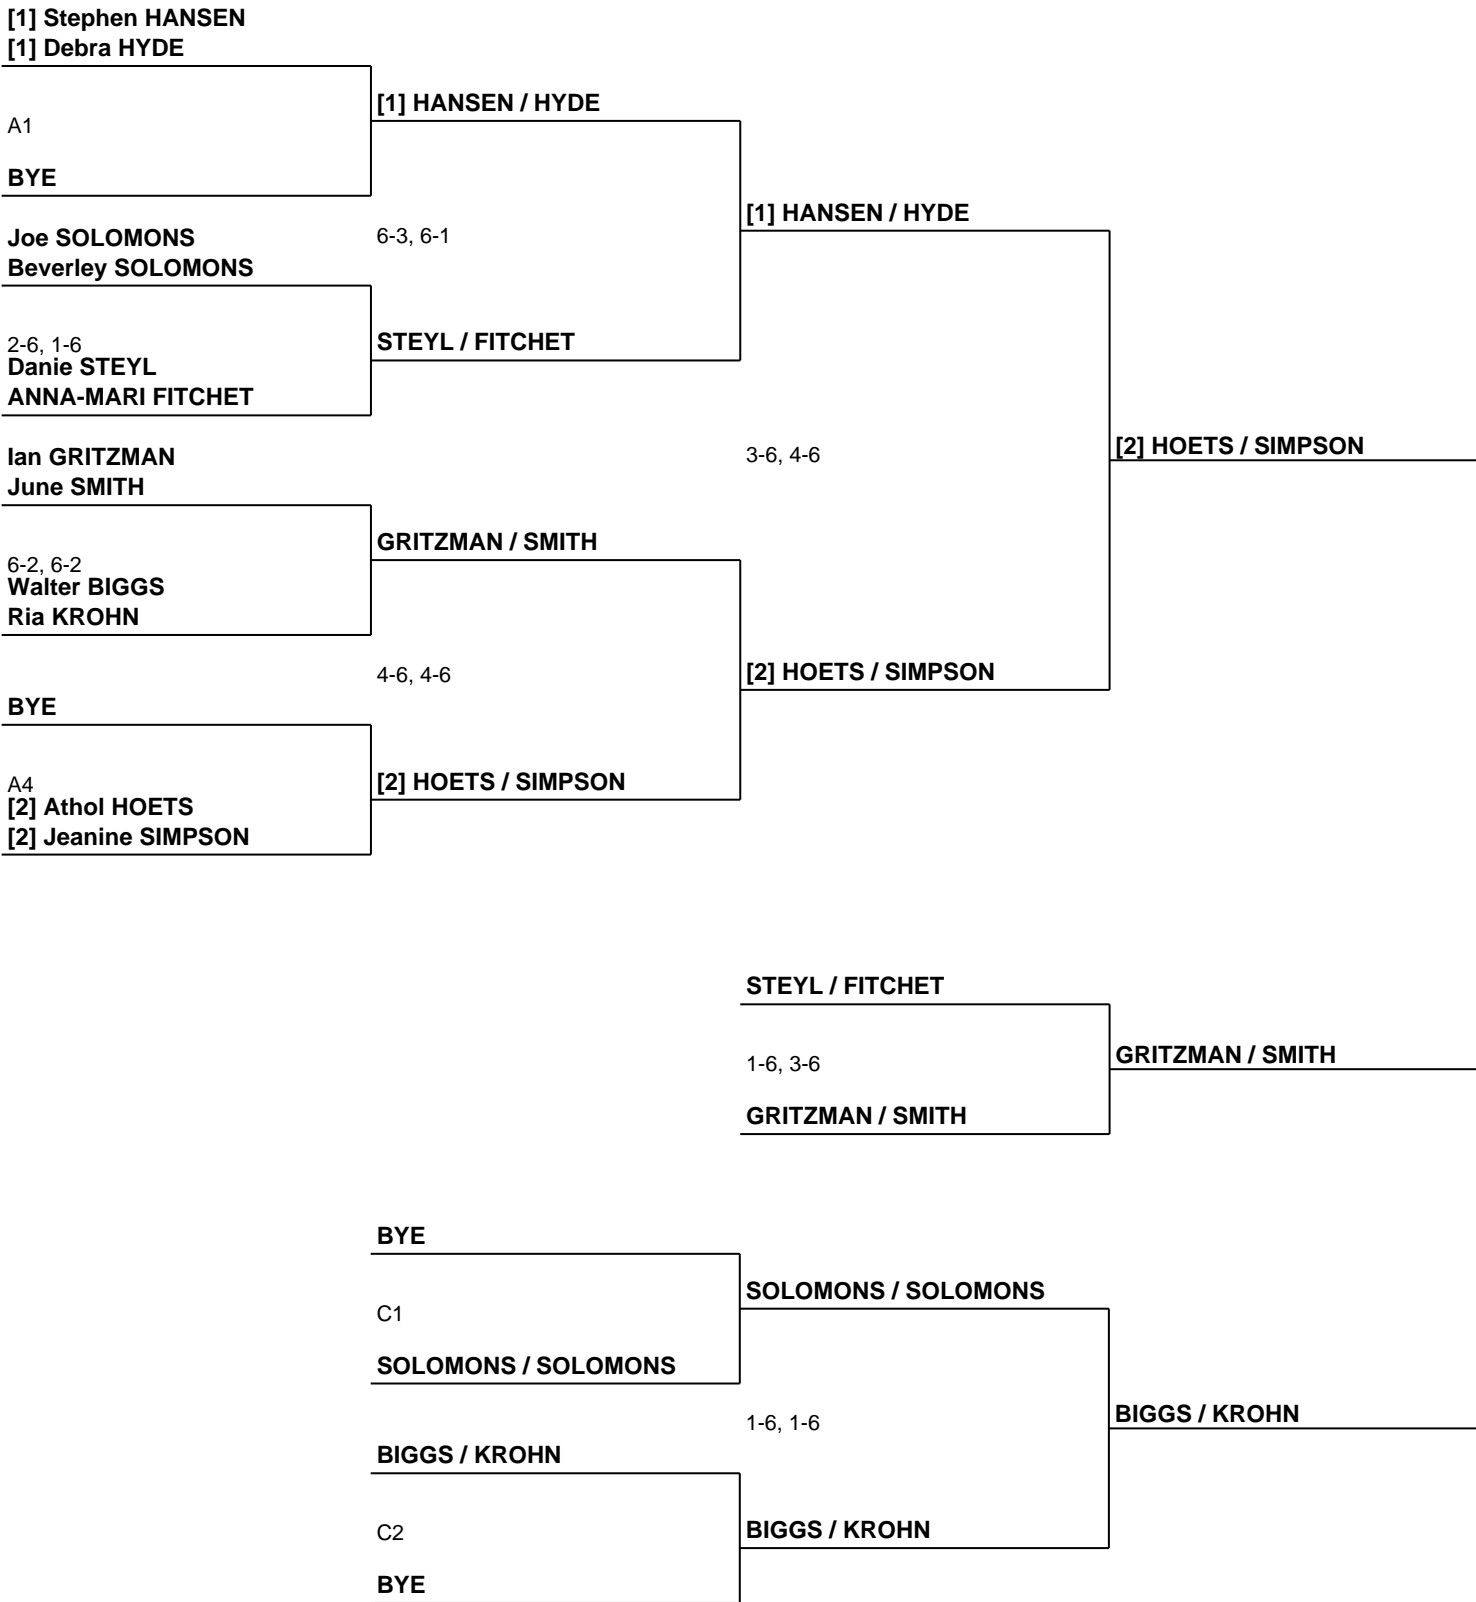 [1] Stephen HANSEN
[1] Debra HYDE
[1] HANSEN / HYDE
A1
BYE
[1] HANSEN / HYDE
Joe SOLOMONS
6-3, 6-1
Beverley SOLOMONS
STEYL / FITCHET
2-6, 1-6
Danie STEYL
ANNA-MARI FITCHET
[2] HOETS / SIMPSON
3-6, 4-6
Ian GRITZMAN
June SMITH
GRITZMAN / SMITH
6-2, 6-2
Walter BIGGS
Ria KROHN
4-6, 4-6
[2] HOETS / SIMPSON
BYE
[2] HOETS / SIMPSON
A4
[2] Athol HOETS
[2] Jeanine SIMPSON
STEYL / FITCHET
GRITZMAN / SMITH
1-6, 3-6
GRITZMAN / SMITH
BYE
SOLOMONS / SOLOMONS
C1
SOLOMONS / SOLOMONS
BIGGS / KROHN
1-6, 1-6
BIGGS / KROHN
C2
BIGGS / KROHN
BYE